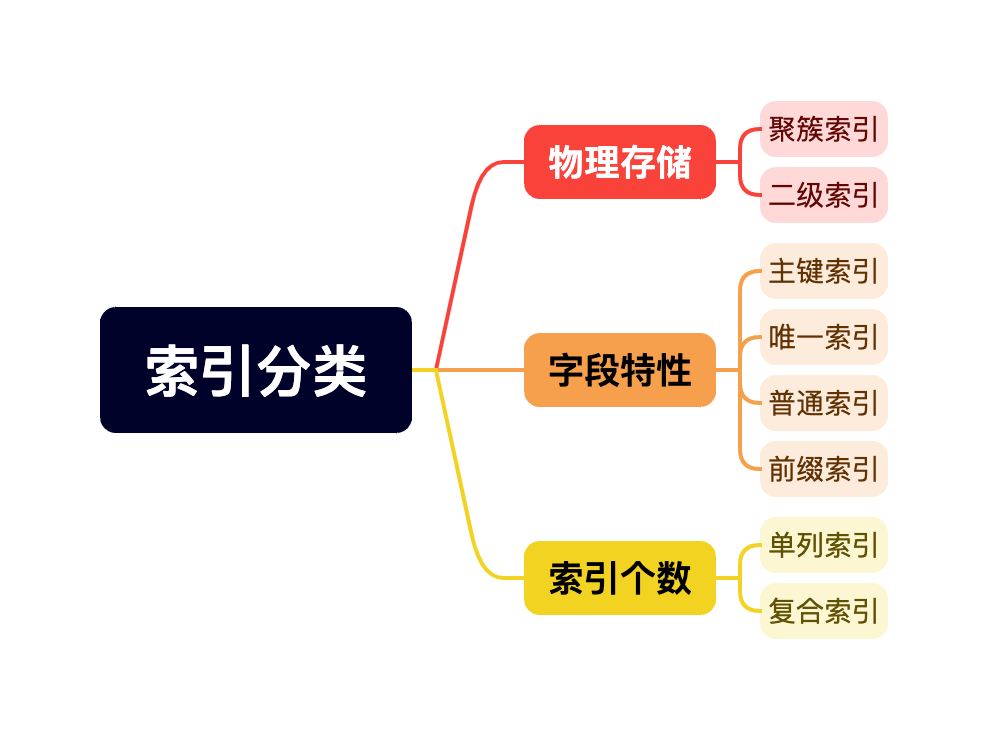 索引分类
物理存储
聚簇索引
二级索引
字段特性
主键索引
唯一索引
普通索引
前缀索引
索引个数
单列索引
复合索引